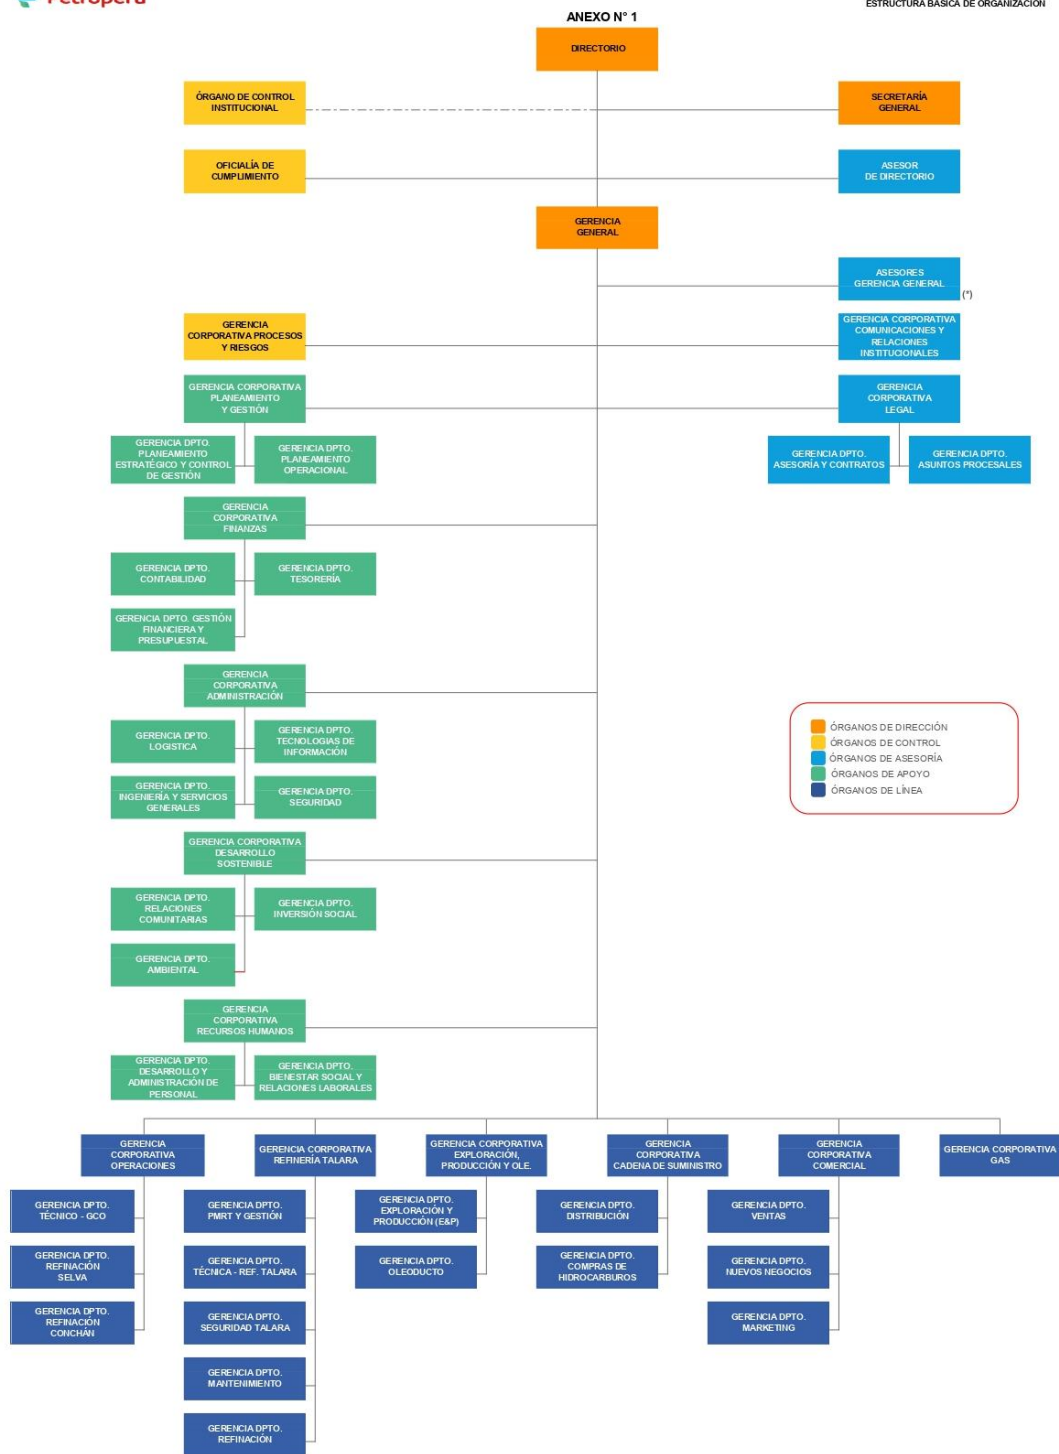 Petroperú
ESTRUCTURA BÁSICA DE ORGANIZACIÓN
ANEXO N° 1
DIRECTORIO
ÓRGANO DE CONTROL
INSTITUCIONAL
SECRETARÍA
GENERAL
OFICIALÍA DE
CUMPLIMIENTO
ASESOR
DE DIRECTORIO
GERENCIA
GENERAL
ASESORES
GERENCIA GENERAL
(*)
GERENCIA
CORPORATIVA PROCESOS
Y RIESGOS
GERENCIA CORPORATIVA
COMUNICACIONES Y
RELACIONES
INSTITUCIONALES
GERENCIA CORPORATIVA
PLANEAMIENTO
Y GESTIÓN
GERENCIA
CORPORATIVA
LEGAL
GERENCIA DPTO.
PLANEAMIENTO
ESTRATÉGICO Y CONTROL
DE GESTIÓN
GERENCIA DPTO.
PLANEAMIENTO
OPERACIONAL
GERENCIA DPTO.
ASESORÍA Y CONTRATOS
GERENCIA DPTO.
ASUNTOS PROCESALES
GERENCIA
CORPORATIVA
FINANZAS
GERENCIA DPTO.
CONTABILIDAD
GERENCIA DPTO.
TESORERÍA
GERENCIA DPTO. GESTIÓN
FINANCIERA Y
PRESUPUESTAL
GERENCIA
CORPORATIVA
ADMINISTRACIÓN
GERENCIA DPTO.
LOGISTICA
GERENCIA DPTO.
TECNOLOGIAS DE
INFORMACIÓN
GERENCIA DPTO.
INGENIERÍA Y SERVICIOS
GENERALES
GERENCIA DPTO.
SEGURIDAD
ÓRGANOS DE DIRECCIÓN
ÓRGANOS DE CONTROL
ÓRGANOS DE ASESORÍA
ÓRGANOS DE APOYO
ÓRGANOS DE LÍNEA
GERENCIA CORPORATIVA
DESARROLLO
SOSTENIBLE
GERENCIA DPTO.
RELACIONES
COMUNITARIAS
GERENCIA DPTO.
INVERSIÓN SOCIAL
GERENCIA DPTO.
AMBIENTAL
GERENCIA
CORPORATIVA
RECURSOS HUMANOS
GERENCIA DPTO.
DESARROLLO Y
ADMINISTRACIÓN DE
PERSONAL
GERENCIA DPTO.
BIENESTAR SOCIAL Y
RELACIONES LABORALES
GERENCIA
CORPORATIVA
OPERACIONES
GERENCIA CORPORATIVA
REFINERÍA TALARA
GERENCIA CORPORATIVA
EXPLORACIÓN,
PRODUCCIÓN Y OLE.
GERENCIA
CORPORATIVA
CADENA DE SUMINISTRO
GERENCIA
CORPORATIVA
COMERCIAL
GERENCIA CORPORATIVA
GAS
GERENCIA DPTO.
TÉCNICO - GCO
GERENCIA DPTO.
PMRT Y GESTIÓN
GERENCIA DPTO.
EXPLORACIÓN Y
PRODUCCIÓN (E&P)
GERENCIA DPTO.
DISTRIBUCIÓN
GERENCIA DPTO.
VENTAS
GERENCIA DPTO.
REFINACIÓN
SELVA
GERENCIA DPTO.
TÉCNICA - REF. TALARA
GERENCIA DPTO.
OLEODUCTO
GERENCIA DPTO.
COMPRAS DE
HIDROCARBUROS
GERENCIA DPTO.
NUEVOS NEGOCIOS
GERENCIA DPTO.
REFINACIÓN
CONCHÁN
GERENCIA DPTO.
SEGURIDAD TALARA
GERENCIA DPTO.
MARKETING
GERENCIA DPTO.
MANTENIMIENTO
GERENCIA DPTO.
REFINACIÓN